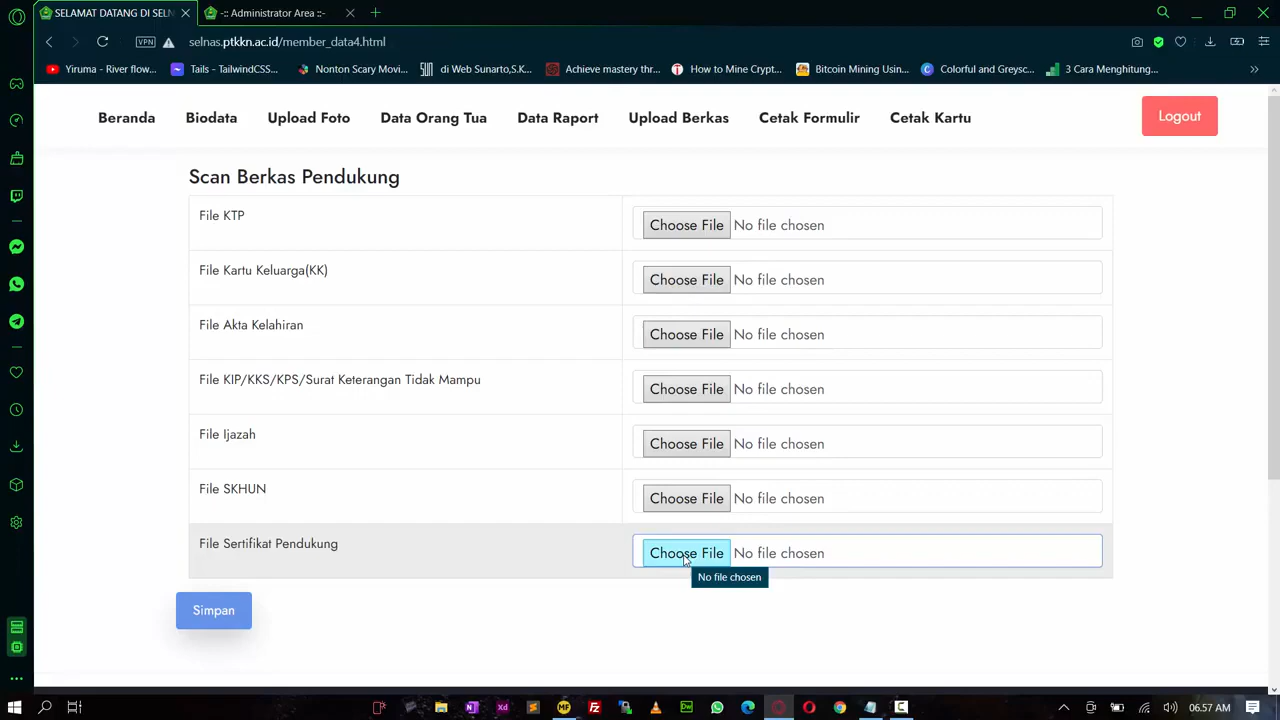 SELAMAT DATANG DI SELN
-:: Administrator Area ::-
VPN
selnas.ptkkn.ac.id/member_data4.html
Yiruma - River flow...
Tails - TailwindCSS...
Nonton Scary Movi...
di Web Sunarto,S.K...
Achieve mastery thr...
How to Mine Crypt...
Bitcoin Mining Usin...
Colorful and Greysc...
3 Cara Menghitung...
Beranda
Biodata
Upload Foto
Data Orang Tua
Data Raport
Upload Berkas
Cetak Formulir
Cetak Kartu
Logout
Scan Berkas Pendukung
File KTP
Choose File No file chosen
File Kartu Keluarga(KK)
Choose File No file chosen
File Akta Kelahiran
Choose File No file chosen
File KIP/KKS/KPS/Surat Keterangan Tidak Mampu
Choose File No file chosen
File Ijazah
Choose File No file chosen
File SKHUN
Choose File No file chosen
File Sertifikat Pendukung
Choose File No file chosen
No file chosen
Simpan
06.57 AM